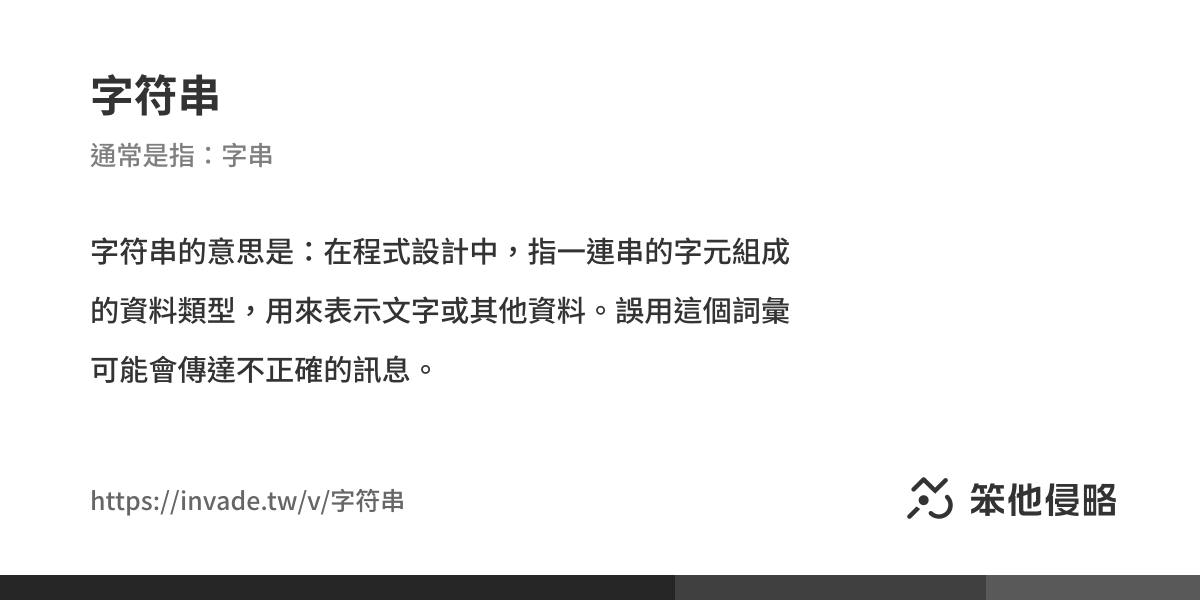 字符串
通常是指：字串
字符串的意思是：在程式設計中，指一連串的字元組成
的資料類型，用來表示文字或其他資料。誤用這個詞彙
可能會傳達不正確的訊息。
https://invade.tw/v/字符串
笨他侵略